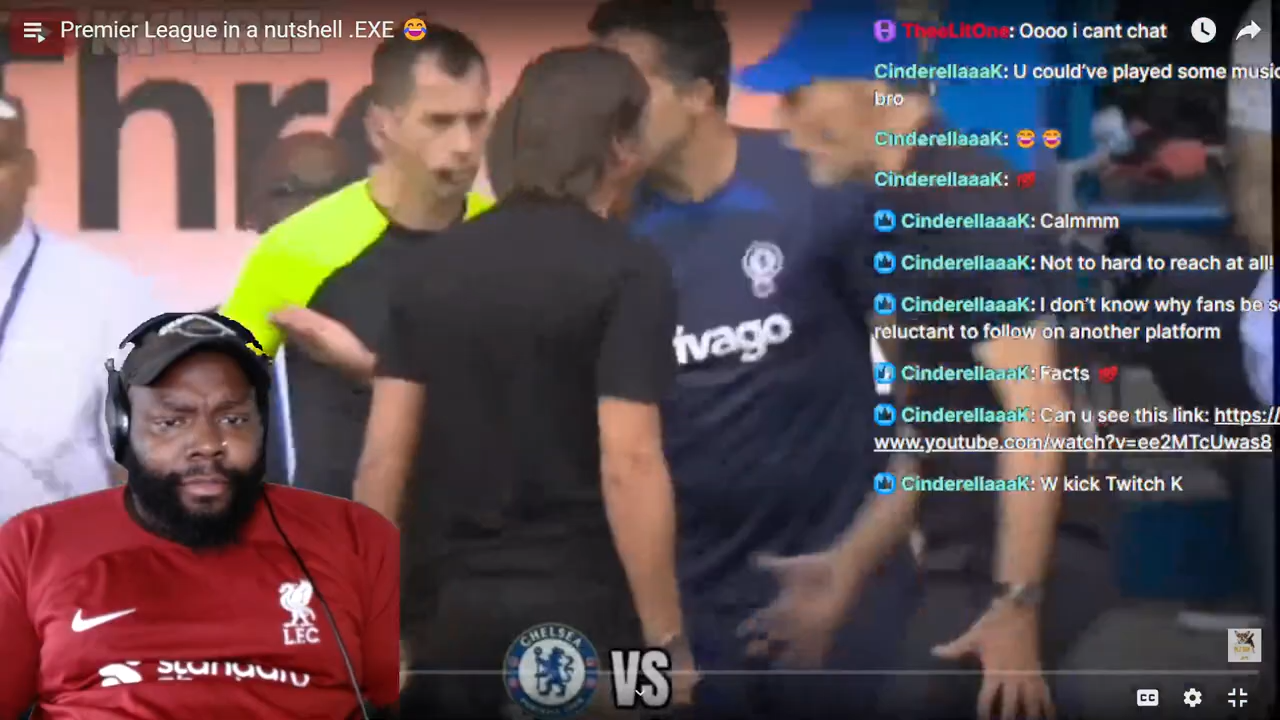 Premier League in a nutshell .EXE 😂
TheeLitOne: Oooo i cant chat
CinderellaaaK: U could've played some music
bro
CinderellaaaK: 😂 😂
CinderellaaaK: 💯
CinderellaaaK: Calmmm
CinderellaaaK: Not to hard to reach at all!
CinderellaaaK: I don't know why fans be
reluctant to follow on another platform
CinderellaaaK: Facts 💯
CinderellaaaK: Can u see this link: https://
www.youtube.com/watch?v=ee2MTcUwas8
CinderellaaaK: W kick Twitch K
hr
ivago
L.F.C.
standard
CHELSEA
VS
CC